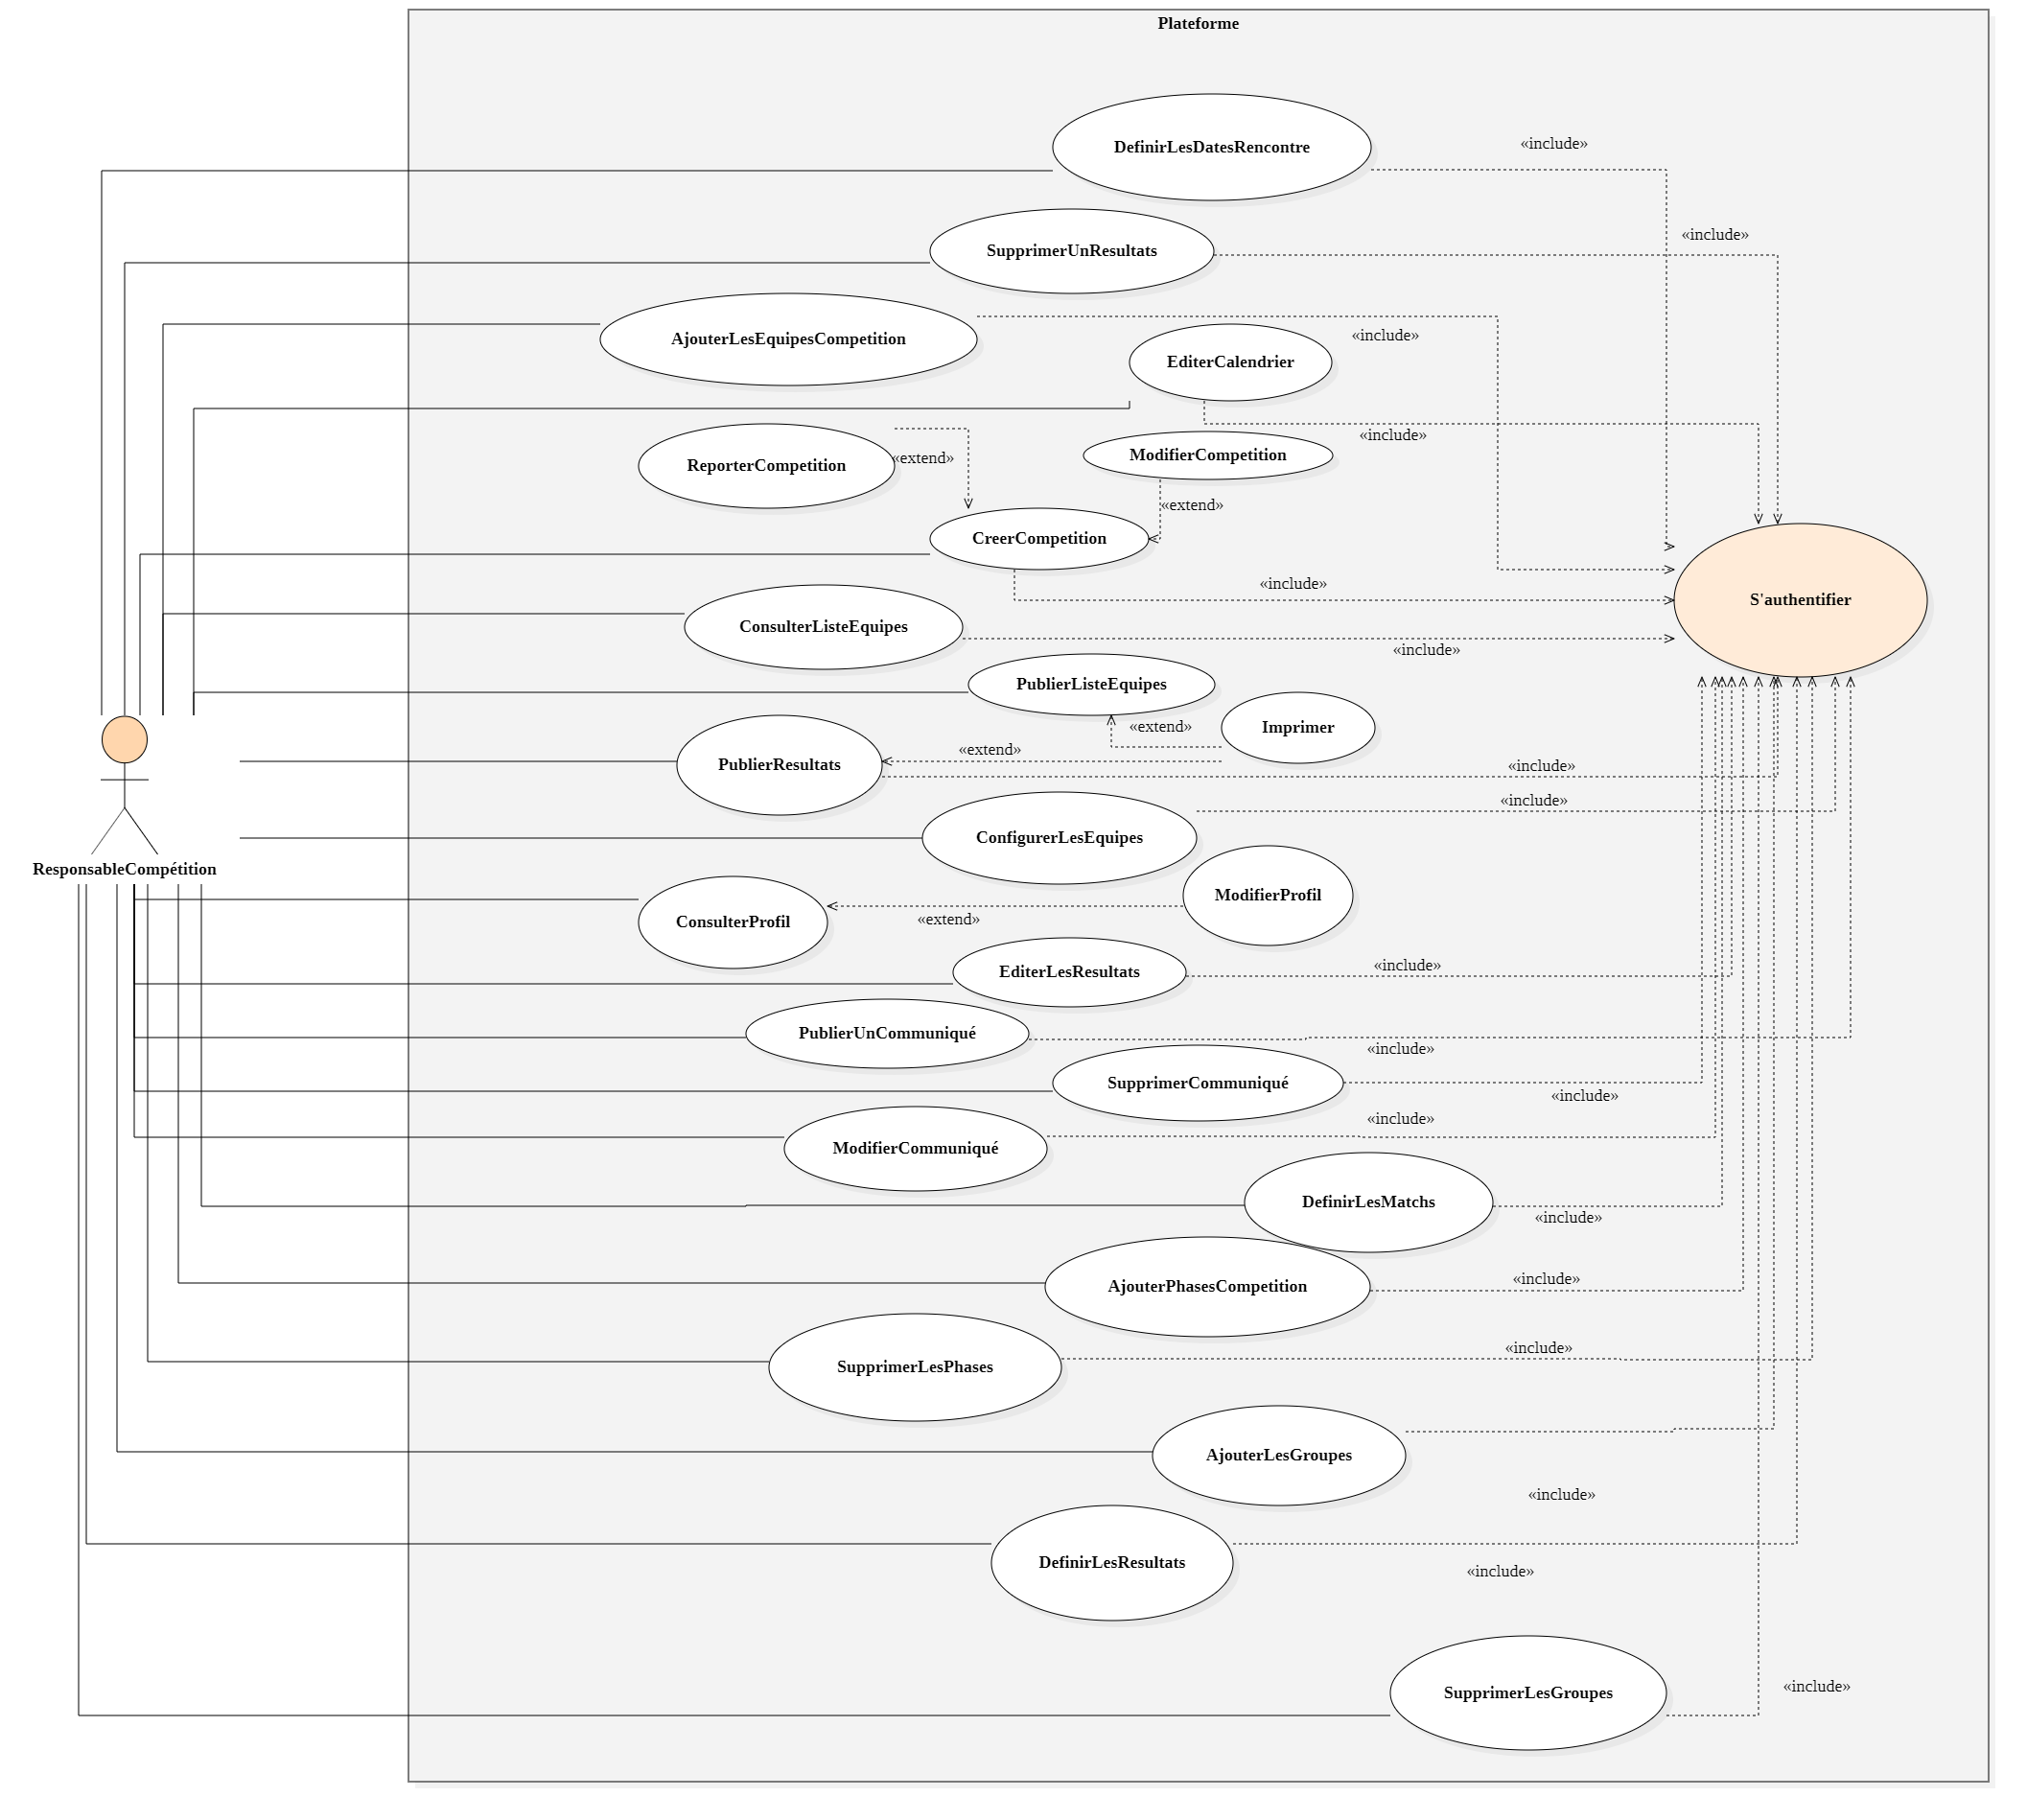 Plateforme
DefinirLesDatesRencontre
«include»
SupprimerUnResultats
«include»
AjouterLesEquipesCompetition
«include»
EditerCalendrier
«include»
ReporterCompetition
«extend»
ModifierCompetition
«extend»
CreerCompetition
«include»
S'authentifier
ConsulterListeEquipes
«include»
PublierListeEquipes
«extend»
Imprimer
«extend»
PublierResultats
«include»
«include»
ConfigurerLesEquipes
ResponsableCompétition
ModifierProfil
ConsulterProfil
«extend»
EditerLesResultats
«include»
PublierUnCommuniqué
«include»
SupprimerCommuniqué
«include»
«include»
ModifierCommuniqué
DefinirLesMatchs
«include»
AjouterPhasesCompetition
«include»
SupprimerLesPhases
«include»
AjouterLesGroupes
«include»
DefinirLesResultats
«include»
SupprimerLesGroupes
«include»